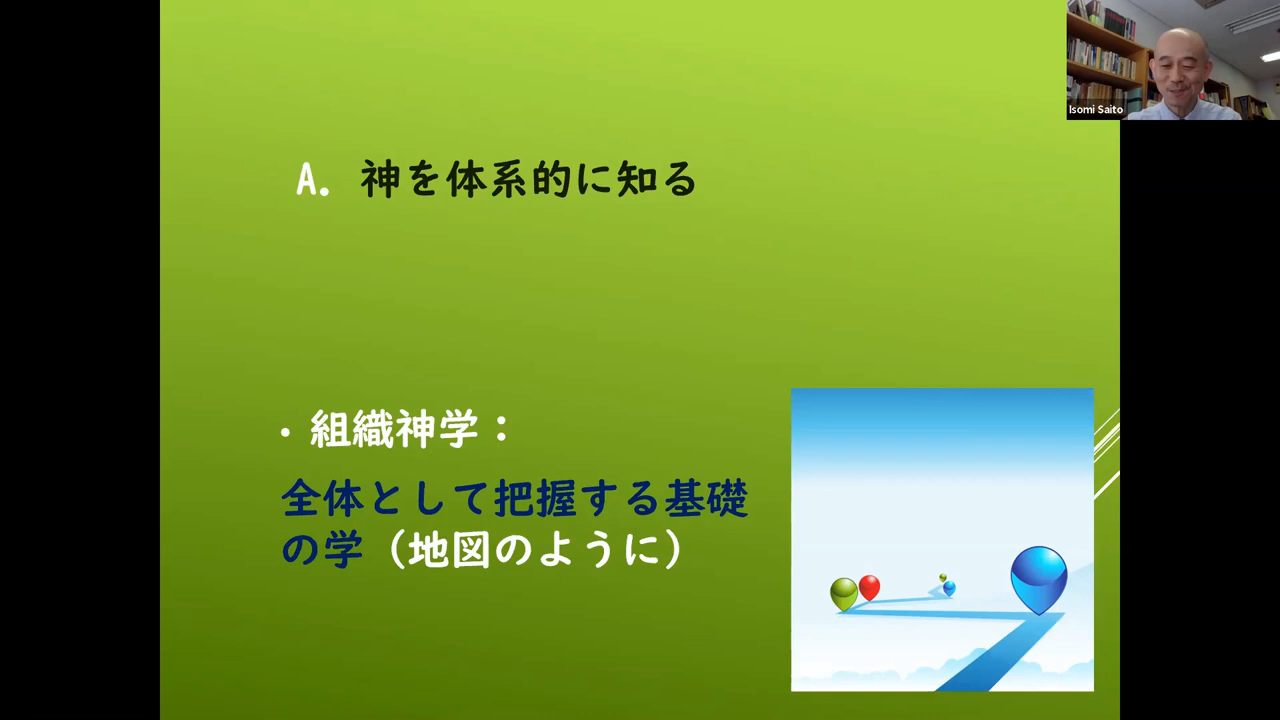 Isomi Saito
A. 神を体系的に知る
・組織神学：
全体として把握する基礎
の学（地図のように）